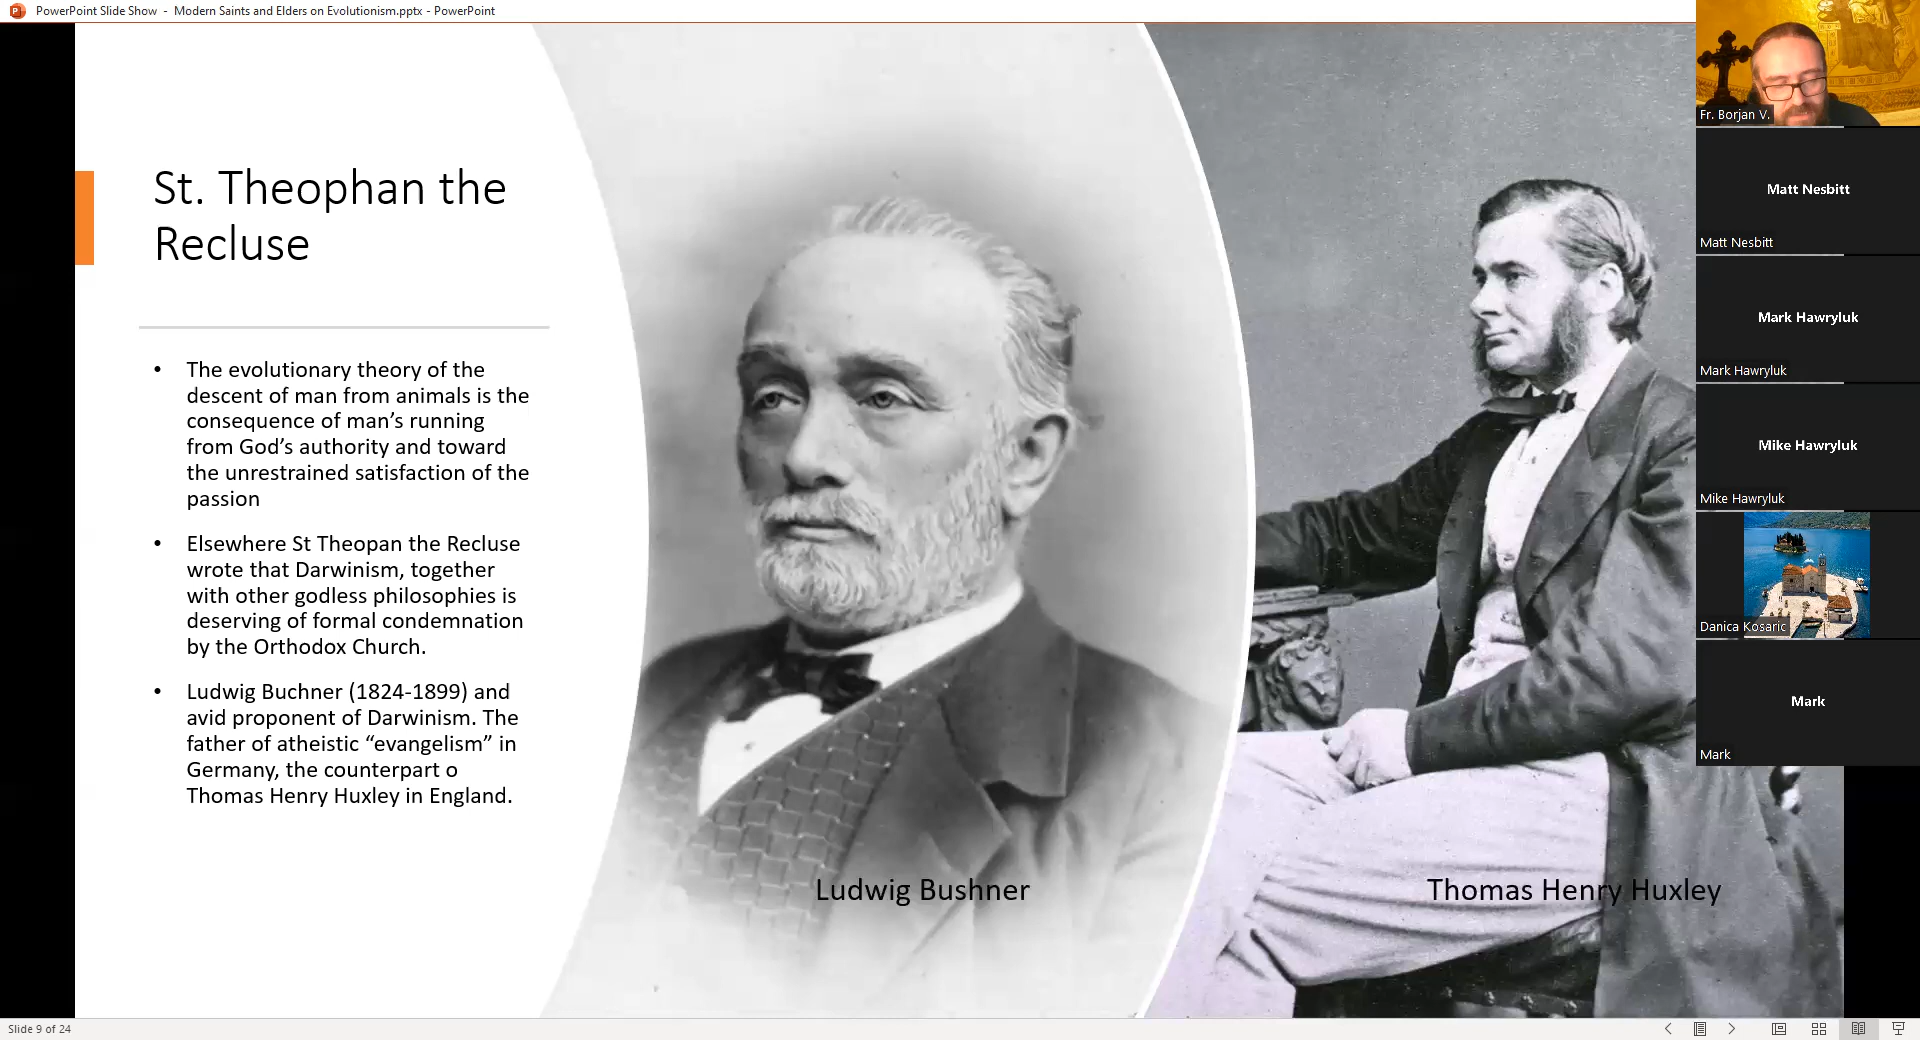 PowerPoint Slide Show - Modern Saints and Elders on Evolutionism.pptx - PowerPoint
St. Theophan the
Recluse
• The evolutionary theory of the
descent of man from animals is the
consequence of man’s running
from God’s authority and toward
the unrestrained satisfaction of the
passion
• Elsewhere St Theopan the Recluse
wrote that Darwinism, together
with other godless philosophies is
deserving of formal condemnation
by the Orthodox Church.
• Ludwig Buchner (1824-1899) and
avid proponent of Darwinism. The
father of atheistic “evangelism” in
Germany, the counterpart o
Thomas Henry Huxley in England.
Ludwig Bushner
Thomas Henry Huxley
Fr. Borjan V.
Matt Nesbitt
Matt Nesbitt
Mark Hawryluk
Mark Hawryluk
Mike Hawryluk
Mike Hawryluk
Danica Kosaric
Mark
Mark
Slide 9 of 24